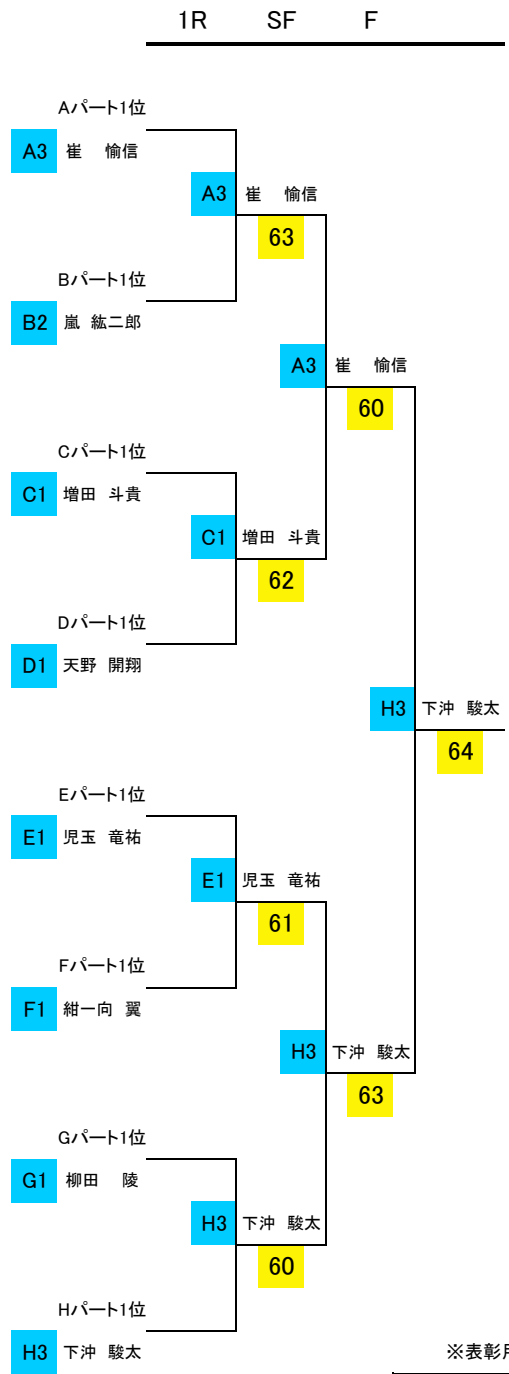 1R SF F
Aパート1位
A3 崔 愉信
A3 崔 愉信
63
Bパート1位
B2 嵐 紘二郎
A3 崔 愉信
60
Cパート1位
C1 増田 斗貴
C1 増田 斗貴
62
Dパート1位
D1 天野 開翔
H3 下沖 駿太
64
Eパート1位
E1 児玉 竜祐
E1 児玉 竜祐
61
Fパート1位
F1 紺一向 翼
H3 下沖 駿太
63
Gパート1位
G1 柳田 陵
H3 下沖 駿太
60
Hパート1位
H3 下沖 駿太
※表彰用